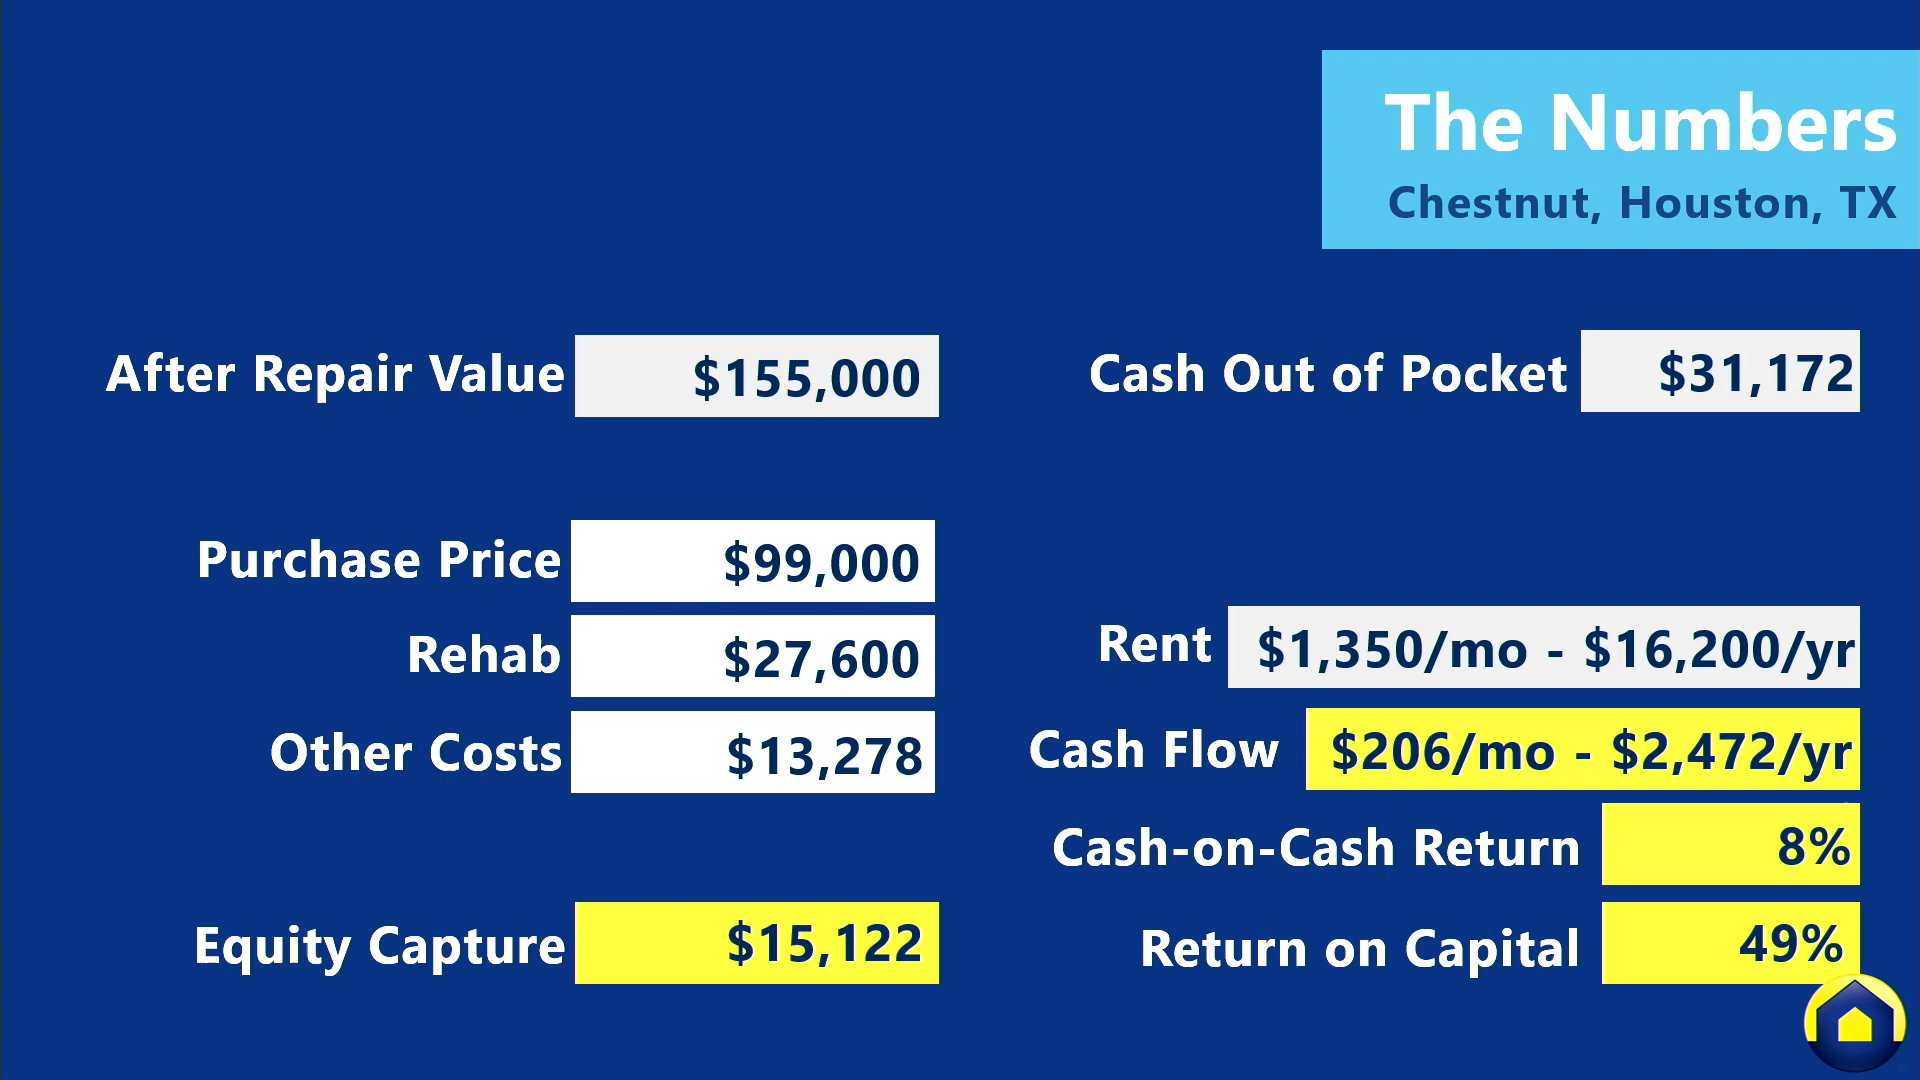 The Numbers
Chestnut, Houston, TX
After Repair Value $155,000
Purchase Price $99,000
Rehab $27,600
Other Costs $13,278
Equity Capture $15,122
Cash Out of Pocket $31,172
Rent $1,350/mo - $16,200/yr
Cash Flow $206/mo - $2,472/yr
Cash-on-Cash Return 8%
Return on Capital 49%